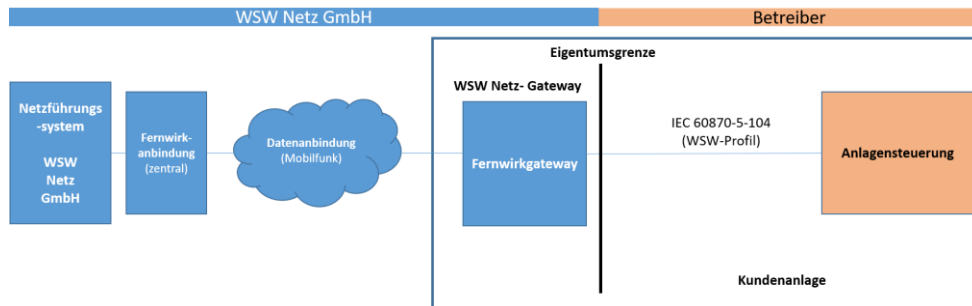 WSW Netz GmbH
Betreiber
Eigentumsgrenze
WSW Netz- Gateway
Netzführungs
-system
WSW
Netz
GmbH
Fernwirk-
anbindung
(zentral)
Datenanbindung
(Mobilfunk)
Fernwirkgateway
IEC 60870-5-104
(WSW-Profil)
Anlagensteuerung
Kundenanlage